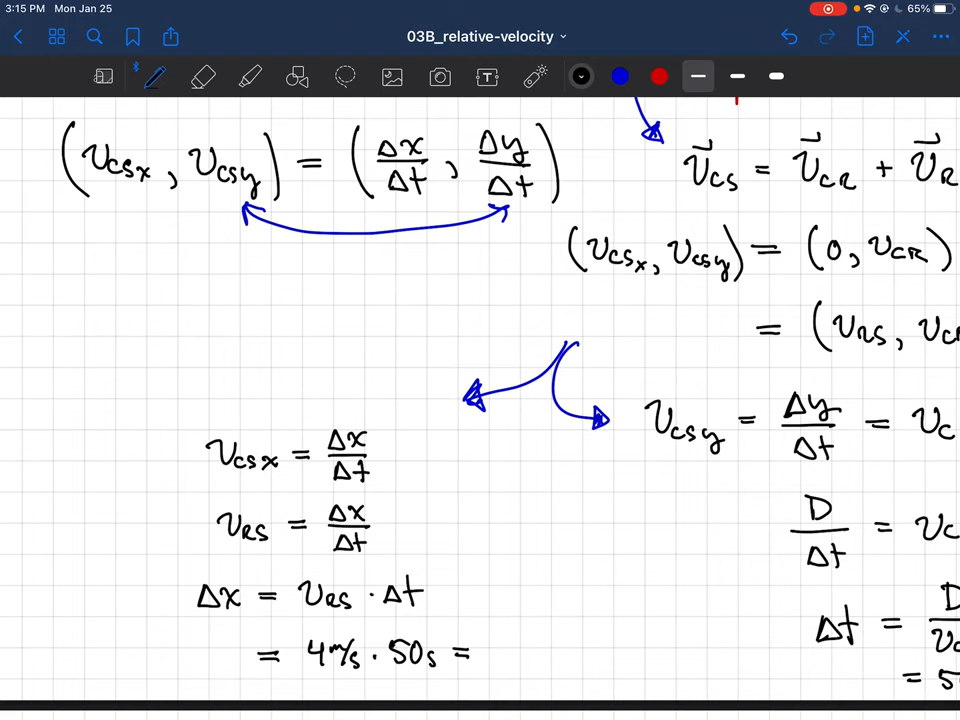 3:15 PM Mon Jan 25
65%
03B_relative-velocity
(v_CSx, v_CSy) = (Δx/Δt, Δy/Δt)
v⃗_CS = v⃗_CR + v⃗_R
(v_CSx, v_CSy) = (0, v_CR)
= (v_RS, v_CR
v_CSy = Δy/Δt = v_C
v_CSx = Δx/Δt
D/Δt = v_C
v_RS = Δx/Δt
Δx = v_RS · Δt
Δt = D/v_C
= 4 m/s · 50s =
= 5